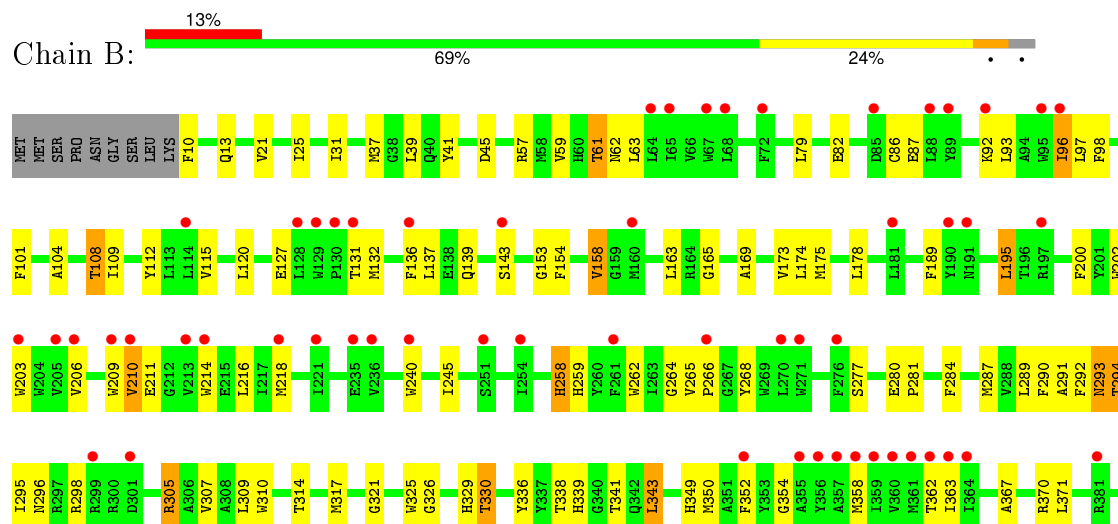 13%
Chain B:
69% 24% • •
MET MET SER PRO ASN GLY SER LEU LYS F10 Q13 V21 I25 I31 M37 G38 L39 Q40 Y41 D45 R57 M58 V59 H60 T61 N62 L63 L64 I65 V66 W67 L68 F72 L79 E82 D85 C86 E87 L88 Y89 K92 L93 A94 W95 I96 L97 F98
F101 A104 T108 I109 Y112 L113 L114 V115 L120 E127 L128 W129 P130 T131 M132 F136 L137 E138 Q139 S143 G153 F154 V158 G159 M160 L163 R164 G165 A169 V173 L174 M175 L178 L181 F189 Y190 N191 L195 T196 R197 F200 Y201 W202
W203 W204 V205 V206 W209 V210 E211 G212 V213 W214 E215 L216 I217 M218 I221 E235 V236 W240 I245 S251 I254 H258 H259 Y260 F261 W262 I263 G264 V265 P266 G267 Y268 W269 L270 W271 F276 S277 E280 P281 F284 M287 V288 L289 F290 A291 F292 N293 T294
I295 N296 R297 R298 R299 R300 D301 R305 A306 V307 A308 L309 W310 T314 M317 G321 W325 G326 H329 T330 Y336 Y337 T338 H339 G340 T341 Q342 L343 H349 M350 A351 F352 Y353 G354 A355 Y356 A357 M358 I359 V360 M361 T362 I363 I364 A367 R370 L371 R381